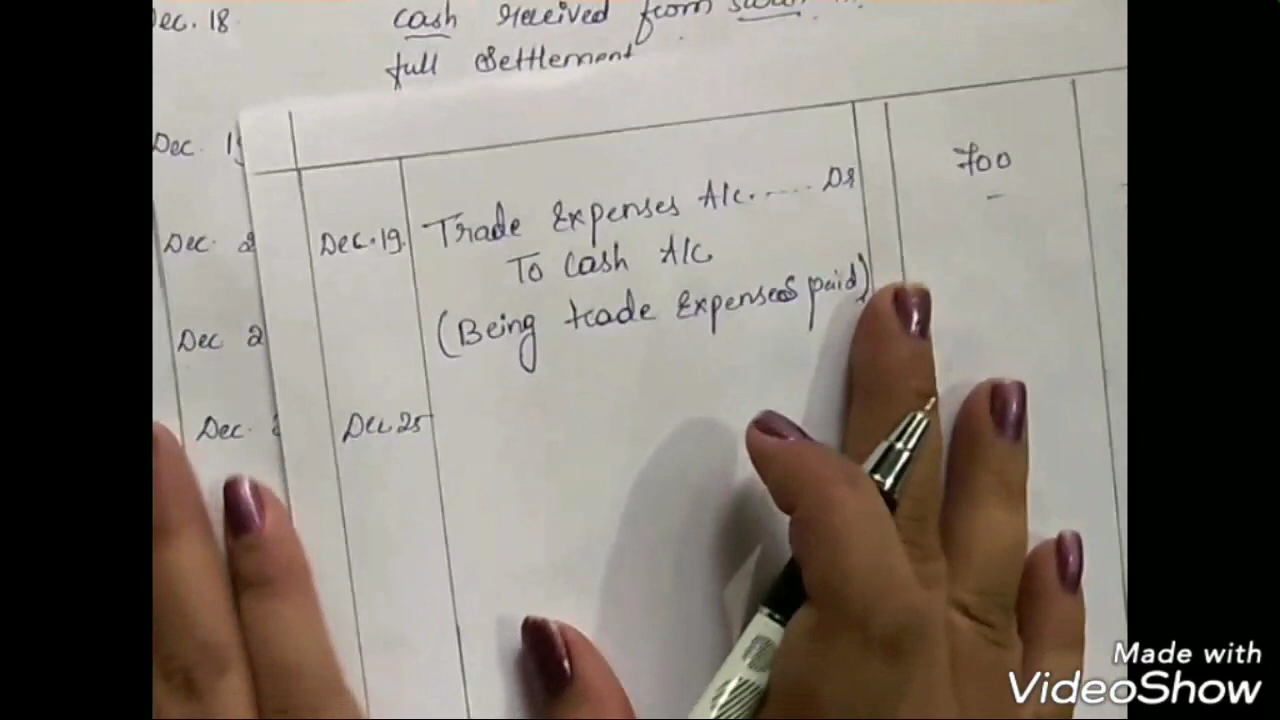 Dec. 18 cash received from
full Settlement
Dec.
700
Dec.
Dec.19. Trade Expenses A/c....... Dr
To Cash A/C
(Being trade Expenses paid)
Dec
Dec.
Dec.25
Made with
VideoShow